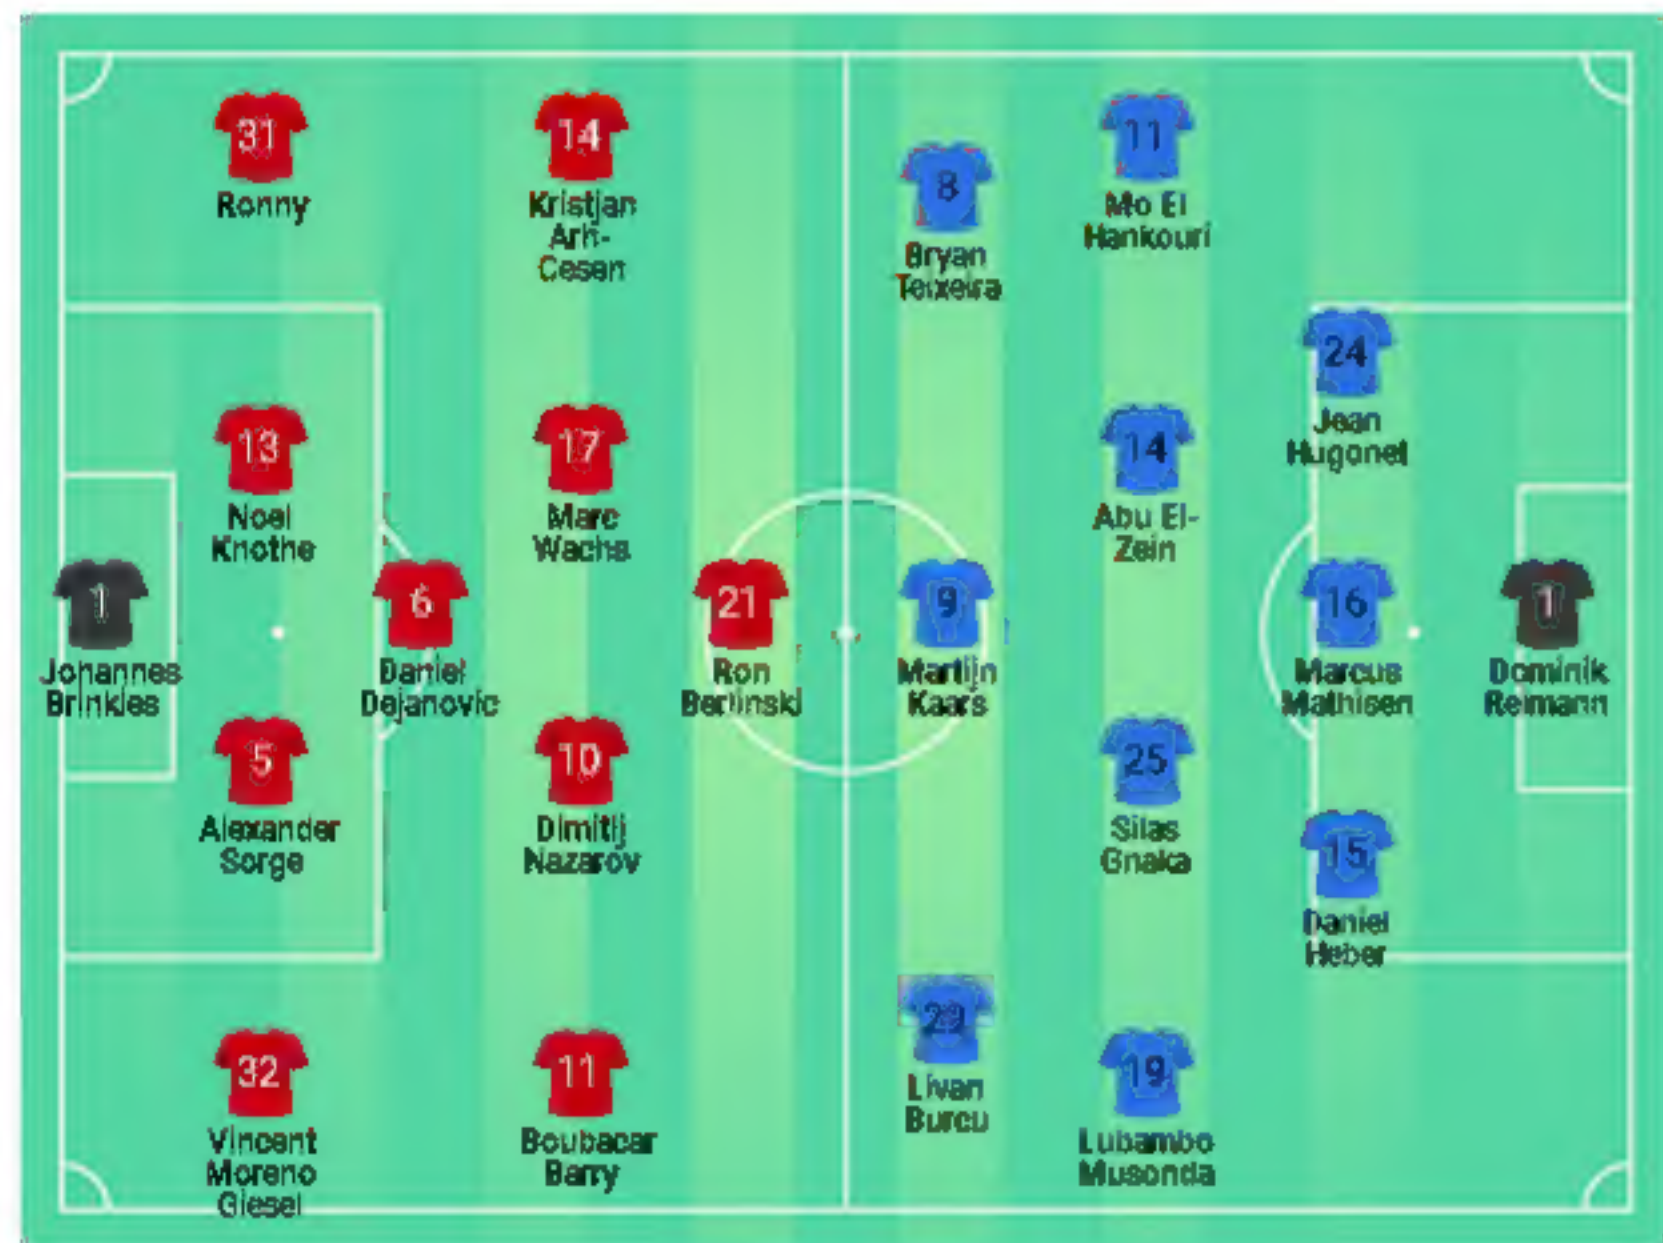 31
Ronny
14
Kristjan
Arh-
Cesen
8
Bryan
Teixeira
11
Mo El
Hankouri
24
Jean
Hugonet
13
Noel
Knothe
17
Marc
Wachs
14
Abu El-
Zein
1
Johannes
Brinkies
6
Daniel
Dejanovic
21
Ron
Berlinski
9
Martijn
Kaars
16
Marcus
Mathisen
1
Dominik
Reimann
5
Alexander
Sorge
10
Dimitij
Nazarov
25
Silas
Gnaka
15
Daniel
Heber
Livan
Burcu
32
Vincent
Moreno
Giesel
11
Boubacar
Barry
19
Lubambo
Musonda